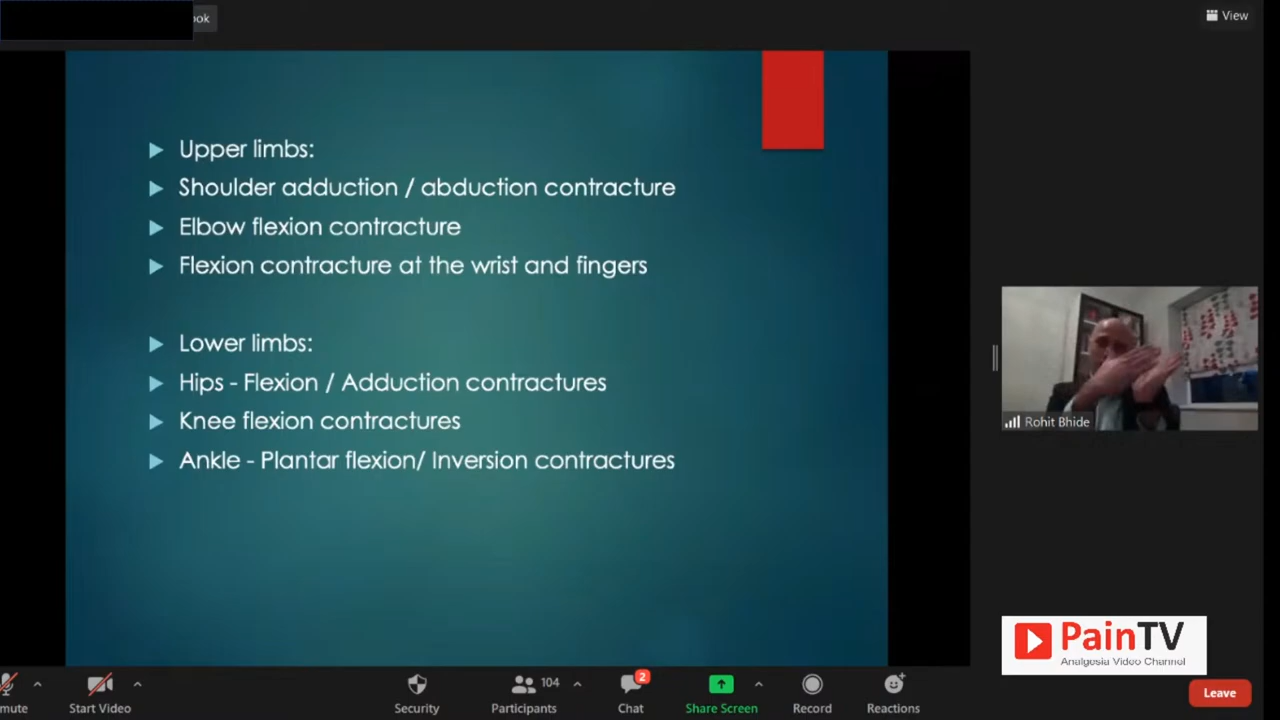 ook
View
Upper limbs:
Shoulder adduction / abduction contracture
Elbow flexion contracture
Flexion contracture at the wrist and fingers
Lower limbs:
Hips - Flexion / Adduction contractures
Knee flexion contractures
Ankle - Plantar flexion/ Inversion contractures
Rohit Bhide
PainTV
Analgesia Video Channel
mute
Start Video
Security
Participants
104
Chat
2
Share Screen
Record
Reactions
Leave